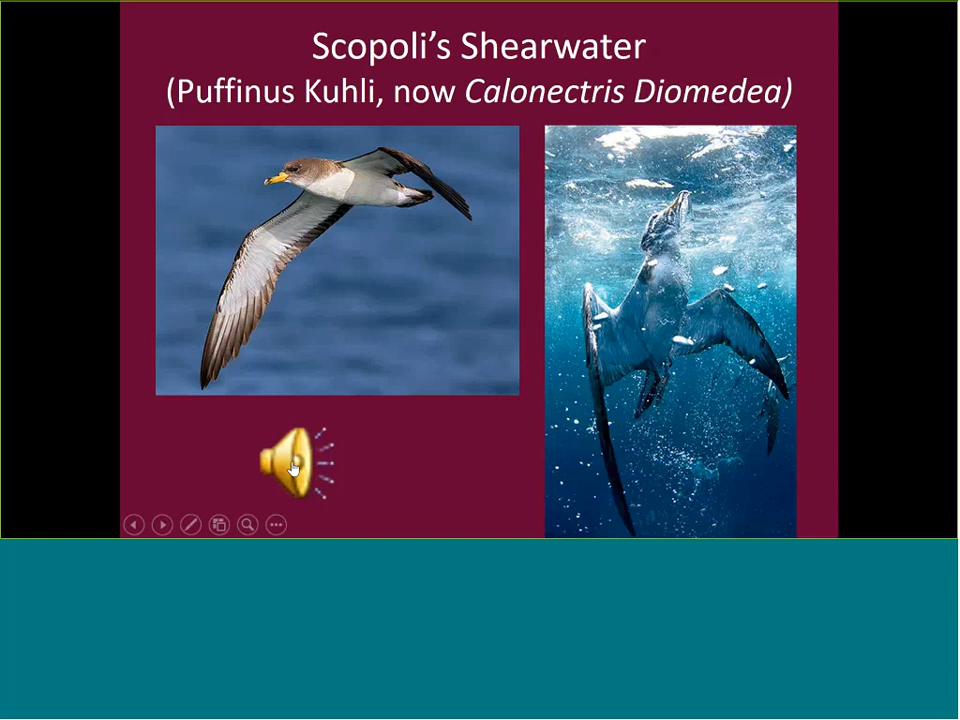 Scopoli’s Shearwater
(Puffinus Kuhli, now Calonectris Diomedea)